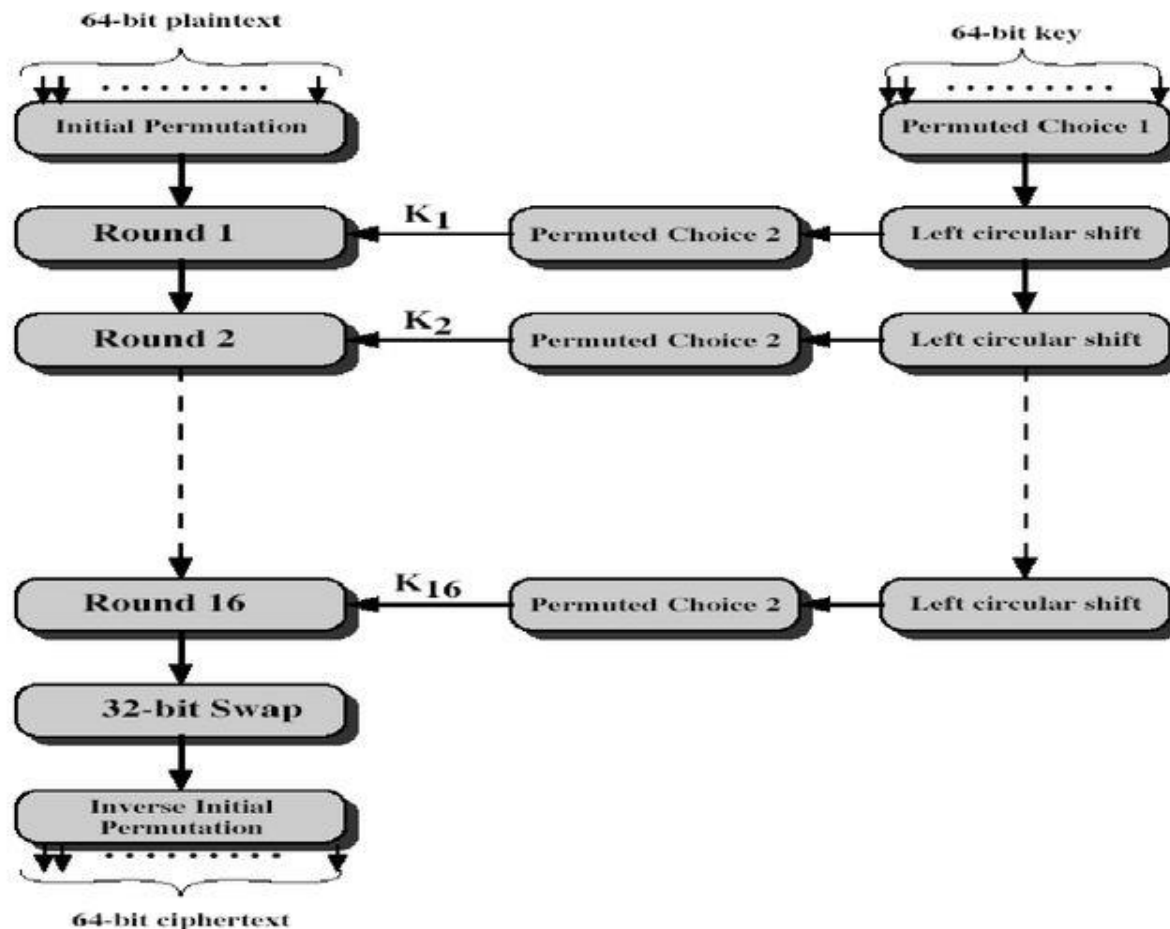 64-bit plaintext
64-bit key
Initial Permutation
Permuted Choice 1
Round 1
K1
Permuted Choice 2
Left circular shift
Round 2
K2
Permuted Choice 2
Left circular shift
Round 16
K16
Permuted Choice 2
Left circular shift
32-bit Swap
Inverse Initial
Permutation
64-bit ciphertext